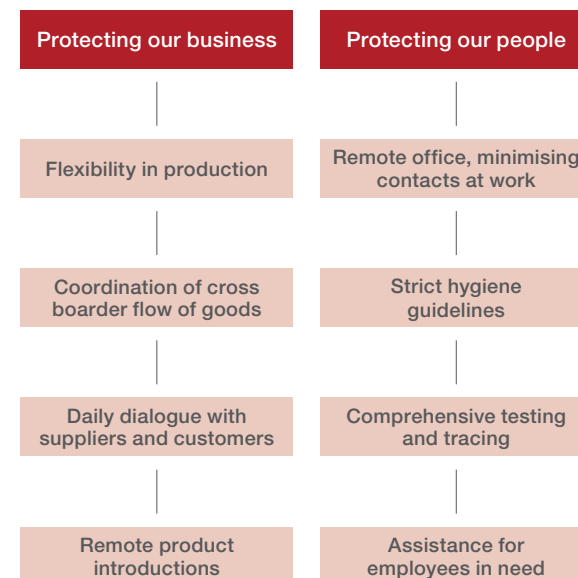 Protecting our business
Flexibility in production
Coordination of cross
boarder flow of goods
Daily dialogue with
suppliers and customers
Remote product
introductions
Protecting our people
Remote office, minimising
contacts at work
Strict hygiene
guidelines
Comprehensive testing
and tracing
Assistance for
employees in need